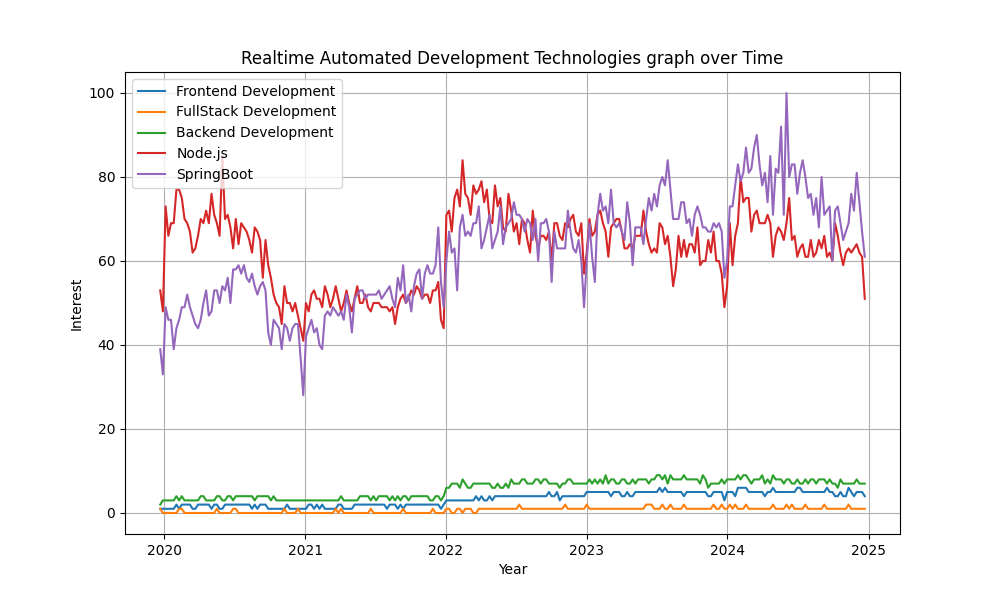 Realtime Automated Development Technologies graph over Time
100
80
60
40
20
0
Interest
Frontend Development
FullStack Development
Backend Development
Node.js
SpringBoot
2020 2021 2022 2023 2024 2025
Year